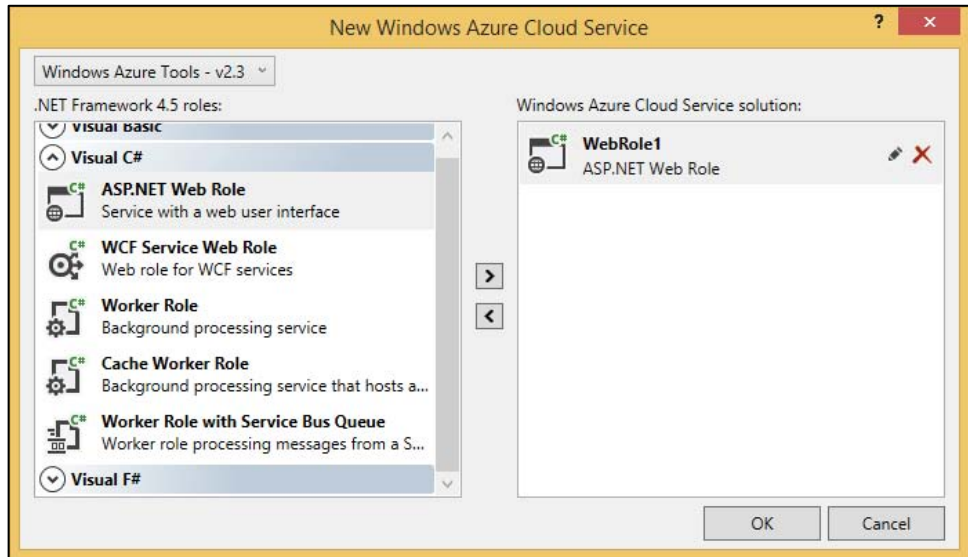 New Windows Azure Cloud Service
?
Windows Azure Tools - v2.3
.NET Framework 4.5 roles:
Visual Basic
Visual C#
C#
ASP.NET Web Role
Service with a web user interface
C#
WCF Service Web Role
Web role for WCF services
C#
Worker Role
Background processing service
C#
Cache Worker Role
Background processing service that hosts a...
C#
Worker Role with Service Bus Queue
Worker role processing messages from a S...
Visual F#
Windows Azure Cloud Service solution:
C#
WebRole1
ASP.NET Web Role
OK
Cancel